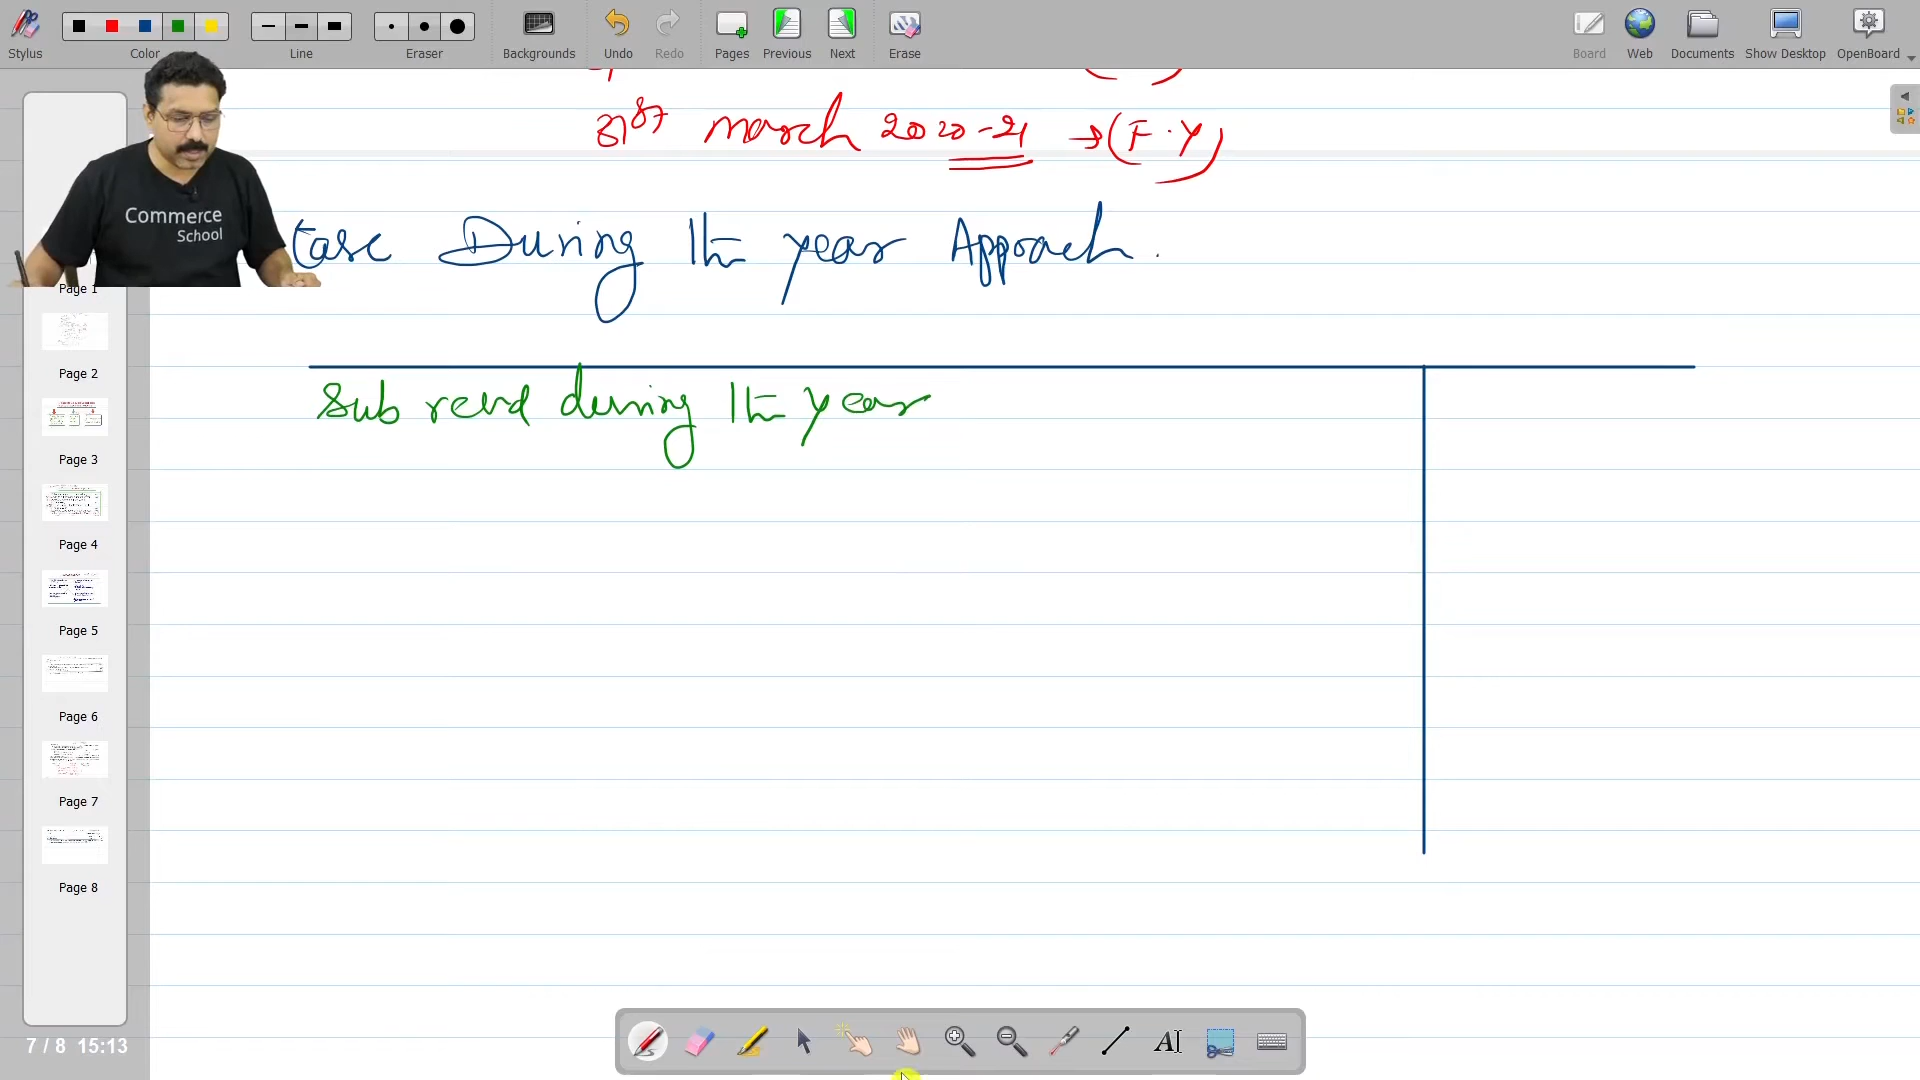 Stylus
Color
Line
Eraser
Backgrounds
Undo
Redo
Pages
Previous
Next
Erase
Board
Web
Documents
Show Desktop
OpenBoard
31st March 2020-21 → (F.Y)
Case During the year Approach.
Commerce
School
Sub recvd during the year
Page 1
Page 2
Page 3
Page 4
Page 5
Page 6
Page 7
Page 8
7 / 8 15:13